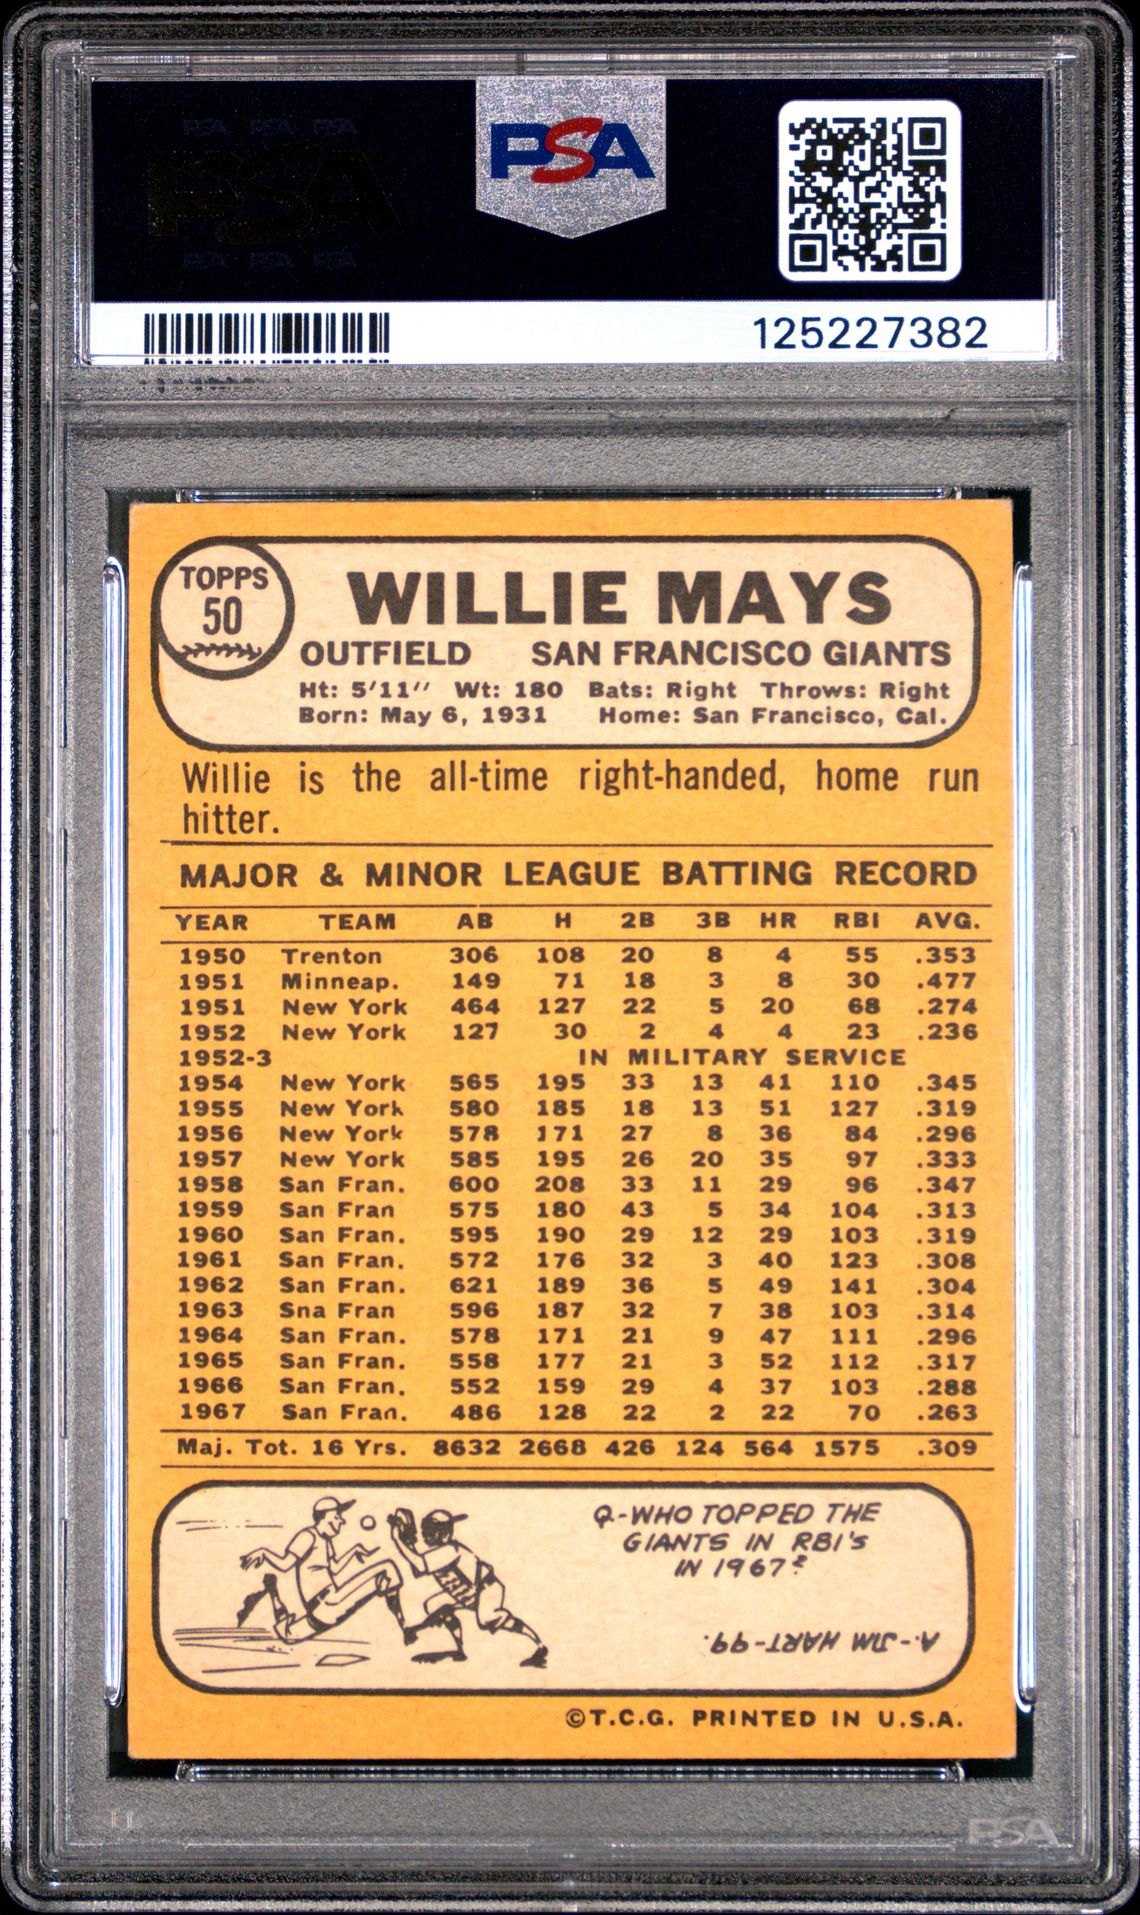 PSA PSA PSA
PSA
PSA PSA PSA
PSA
125227382
TOPPS
50
WILLIE MAYS
OUTFIELD SAN FRANCISCO GIANTS
Ht: 5'11'' Wt: 180 Bats: Right Throws: Right
Born: May 6, 1931 Home: San Francisco, Cal.
Willie is the all-time right-handed, home run
hitter.
MAJOR & MINOR LEAGUE BATTING RECORD
YEAR TEAM AB H 2B 3B HR RBI AVG.
1950 Trenton 306 108 20 8 4 55 .353
1951 Minneap. 149 71 18 3 8 30 .477
1951 New York 464 127 22 5 20 68 .274
1952 New York 127 30 2 4 4 23 .236
1952-3 IN MILITARY SERVICE
1954 New York 565 195 33 13 41 110 .345
1955 New York 580 185 18 13 51 127 .319
1956 New York 578 171 27 8 36 84 .296
1957 New York 585 195 26 20 35 97 .333
1958 San Fran. 600 208 33 11 29 96 .347
1959 San Fran 575 180 43 5 34 104 .313
1960 San Fran. 595 190 29 12 29 103 .319
1961 San Fran. 572 176 32 3 40 123 .308
1962 San Fran. 621 189 36 5 49 141 .304
1963 Sna Fran 596 187 32 7 38 103 .314
1964 San Fran. 578 171 21 9 47 111 .296
1965 San Fran. 558 177 21 3 52 112 .317
1966 San Fran. 552 159 29 4 37 103 .288
1967 San Fran. 486 128 22 2 22 70 .263
Maj. Tot. 16 Yrs. 8632 2668 426 124 564 1575 .309
Q-WHO TOPPED THE
GIANTS IN RBI'S
IN 1967?
A.-JIM HART-99.
©T.C.G. PRINTED IN U.S.A.
PSA